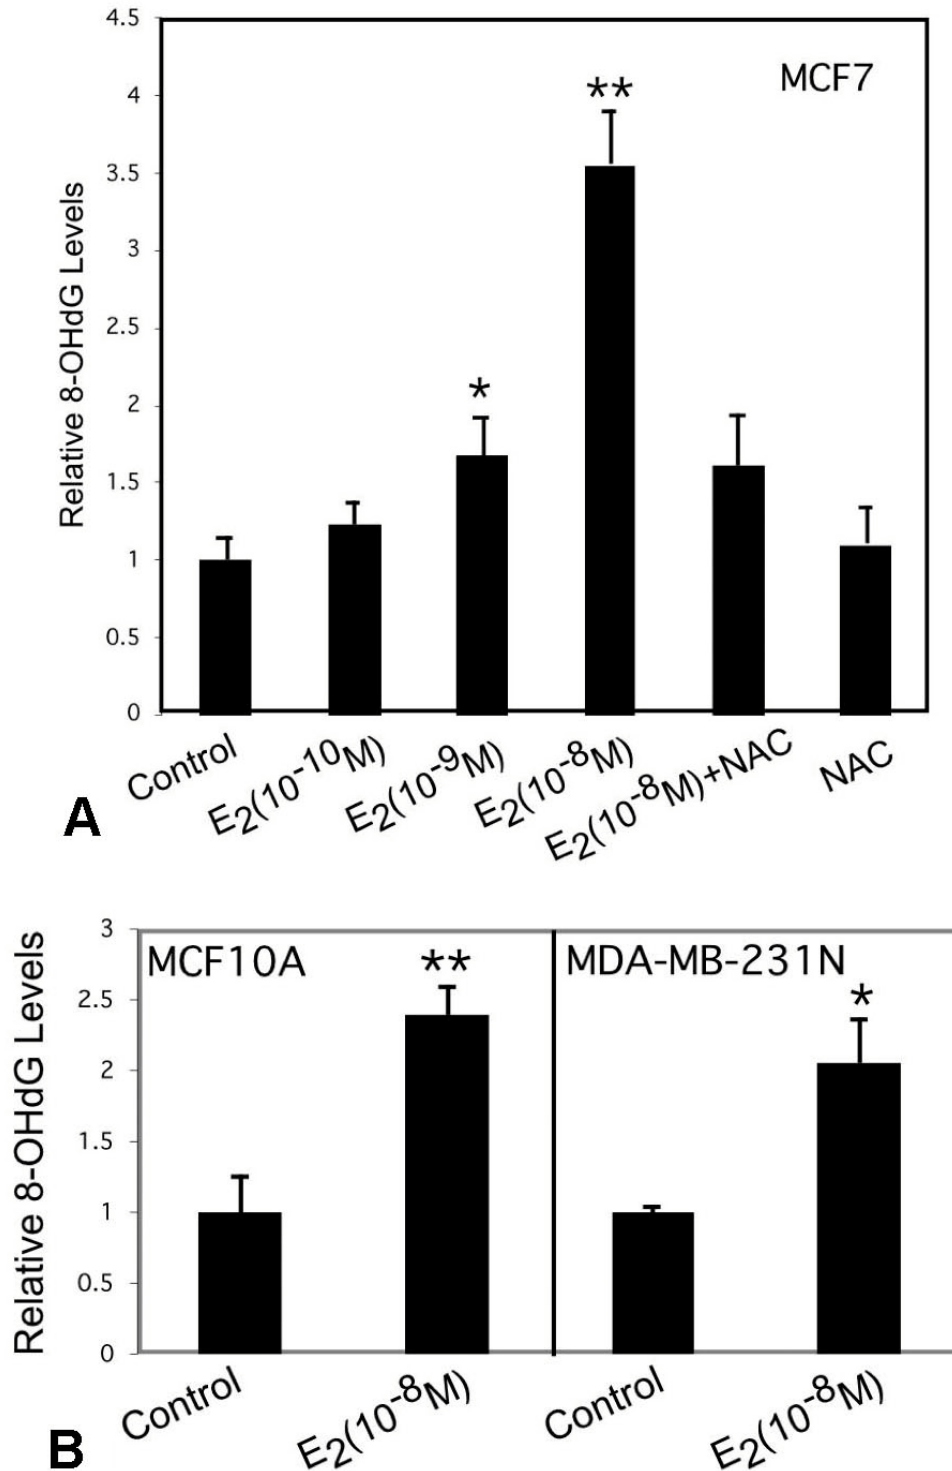 4.5
4
3.5
3
2.5
2
1.5
1
0.5
0
Relative 8-OHdG Levels
MCF7
*
**
Control
E2(10-10M)
E2(10-9M)
E2(10-8M)
E2(10-8M)+NAC
NAC
A
3
2.5
2
1.5
1
0.5
0
Relative 8-OHdG Levels
MCF10A
**
MDA-MB-231N
*
Control
E2(10-8M)
Control
E2(10-8M)
B